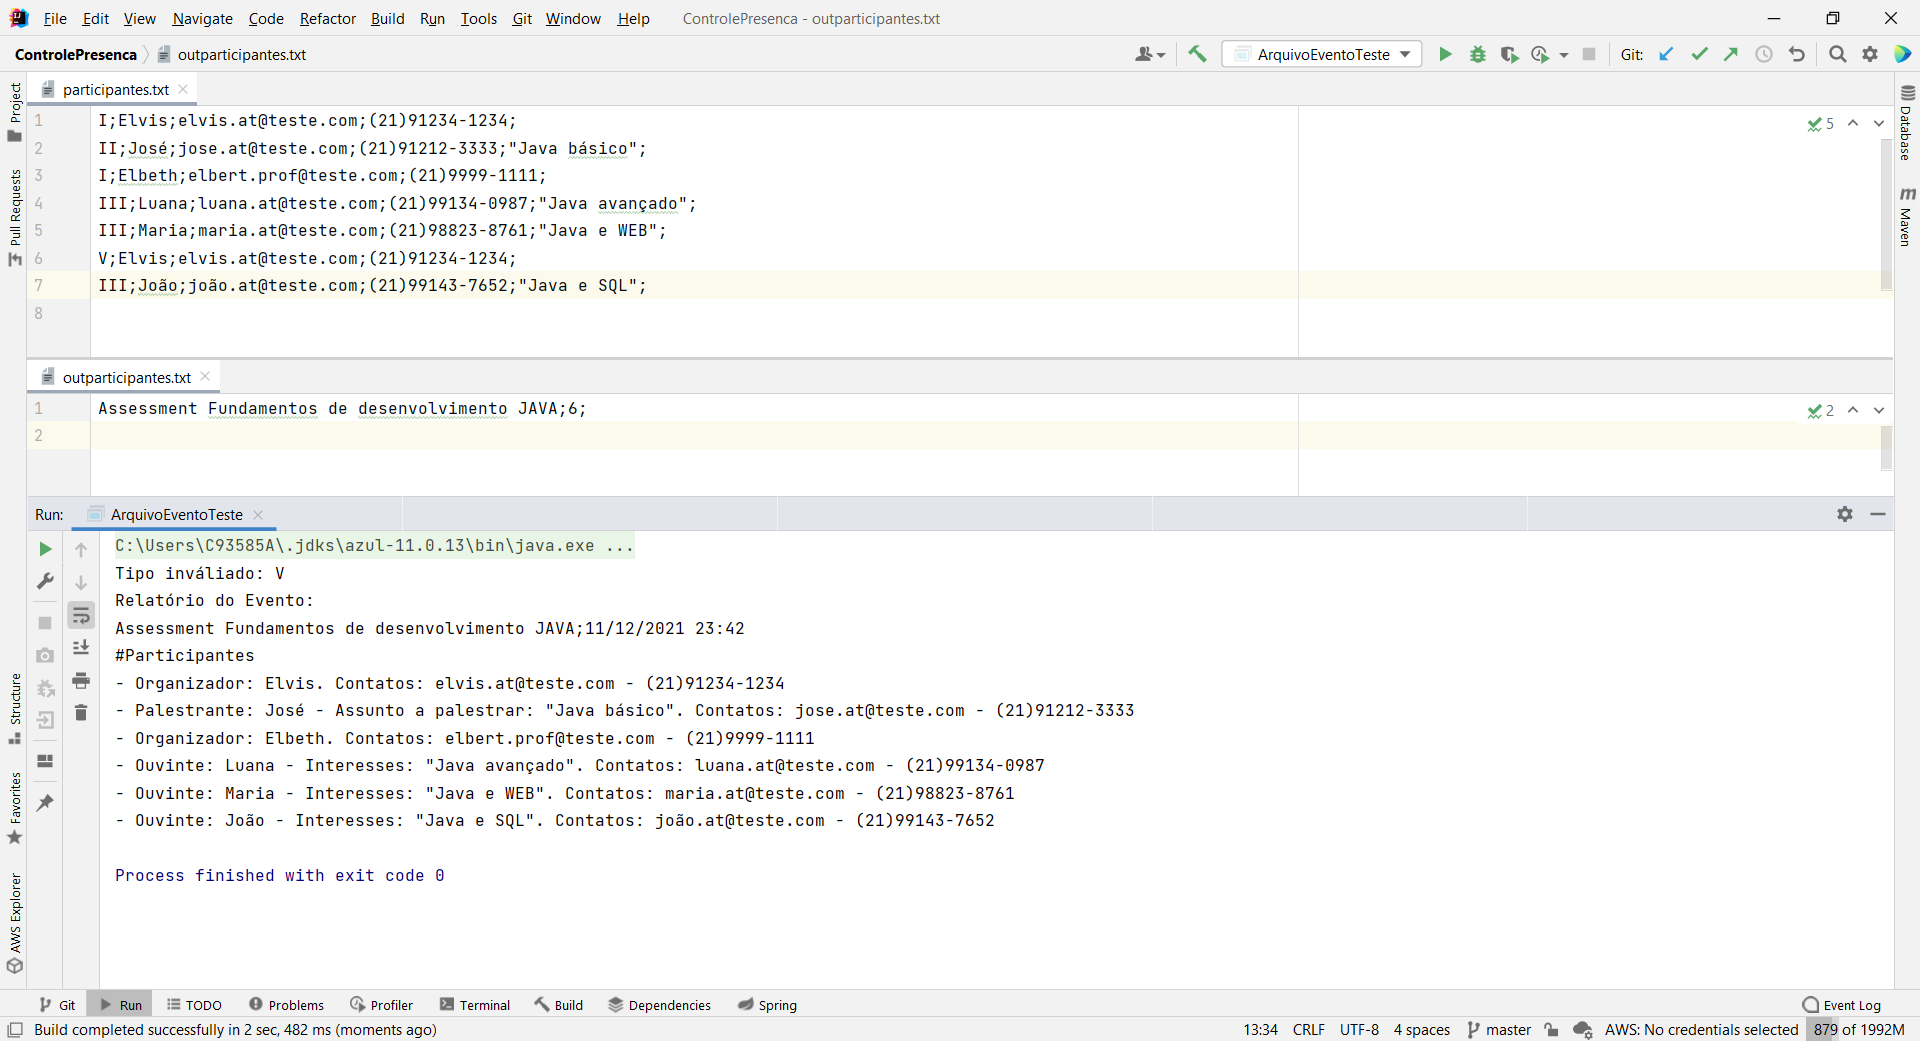 File Edit View Navigate Code Refactor Build Run Tools Git Window Help ControlePresenca - outparticipantes.txt
ControlePresenca outparticipantes.txt ArquivoEventoTeste Git:
participantes.txt
1 I;Elvis;elvis.at@teste.com;(21)91234-1234; 5
2 II;José;jose.at@teste.com;(21)91212-3333;"Java básico";
3 I;Elbeth;elbert.prof@teste.com;(21)9999-1111;
4 III;Luana;luana.at@teste.com;(21)99134-0987;"Java avançado";
5 III;Maria;maria.at@teste.com;(21)98823-8761;"Java e WEB";
6 V;Elvis;elvis.at@teste.com;(21)91234-1234;
7 III;João;joão.at@teste.com;(21)99143-7652;"Java e SQL";
8
outparticipantes.txt
1 Assessment Fundamentos de desenvolvimento JAVA;6; 2
2
Run: ArquivoEventoTeste
C:\Users\C93585A\.jdks\azul-11.0.13\bin\java.exe ...
Tipo inváliado: V
Relatório do Evento:
Assessment Fundamentos de desenvolvimento JAVA;11/12/2021 23:42
#Participantes
- Organizador: Elvis. Contatos: elvis.at@teste.com - (21)91234-1234
- Palestrante: José - Assunto a palestrar: "Java básico". Contatos: jose.at@teste.com - (21)91212-3333
- Organizador: Elbeth. Contatos: elbert.prof@teste.com - (21)9999-1111
- Ouvinte: Luana - Interesses: "Java avançado". Contatos: luana.at@teste.com - (21)99134-0987
- Ouvinte: Maria - Interesses: "Java e WEB". Contatos: maria.at@teste.com - (21)98823-8761
- Ouvinte: João - Interesses: "Java e SQL". Contatos: joão.at@teste.com - (21)99143-7652
Process finished with exit code 0
Project
Pull Requests
Structure
Favorites
AWS Explorer
Database
m Maven
Git Run TODO Problems Profiler Terminal Build Dependencies Spring Event Log
Build completed successfully in 2 sec, 482 ms (moments ago) 13:34 CRLF UTF-8 4 spaces master AWS: No credentials selected 879 of 1992M